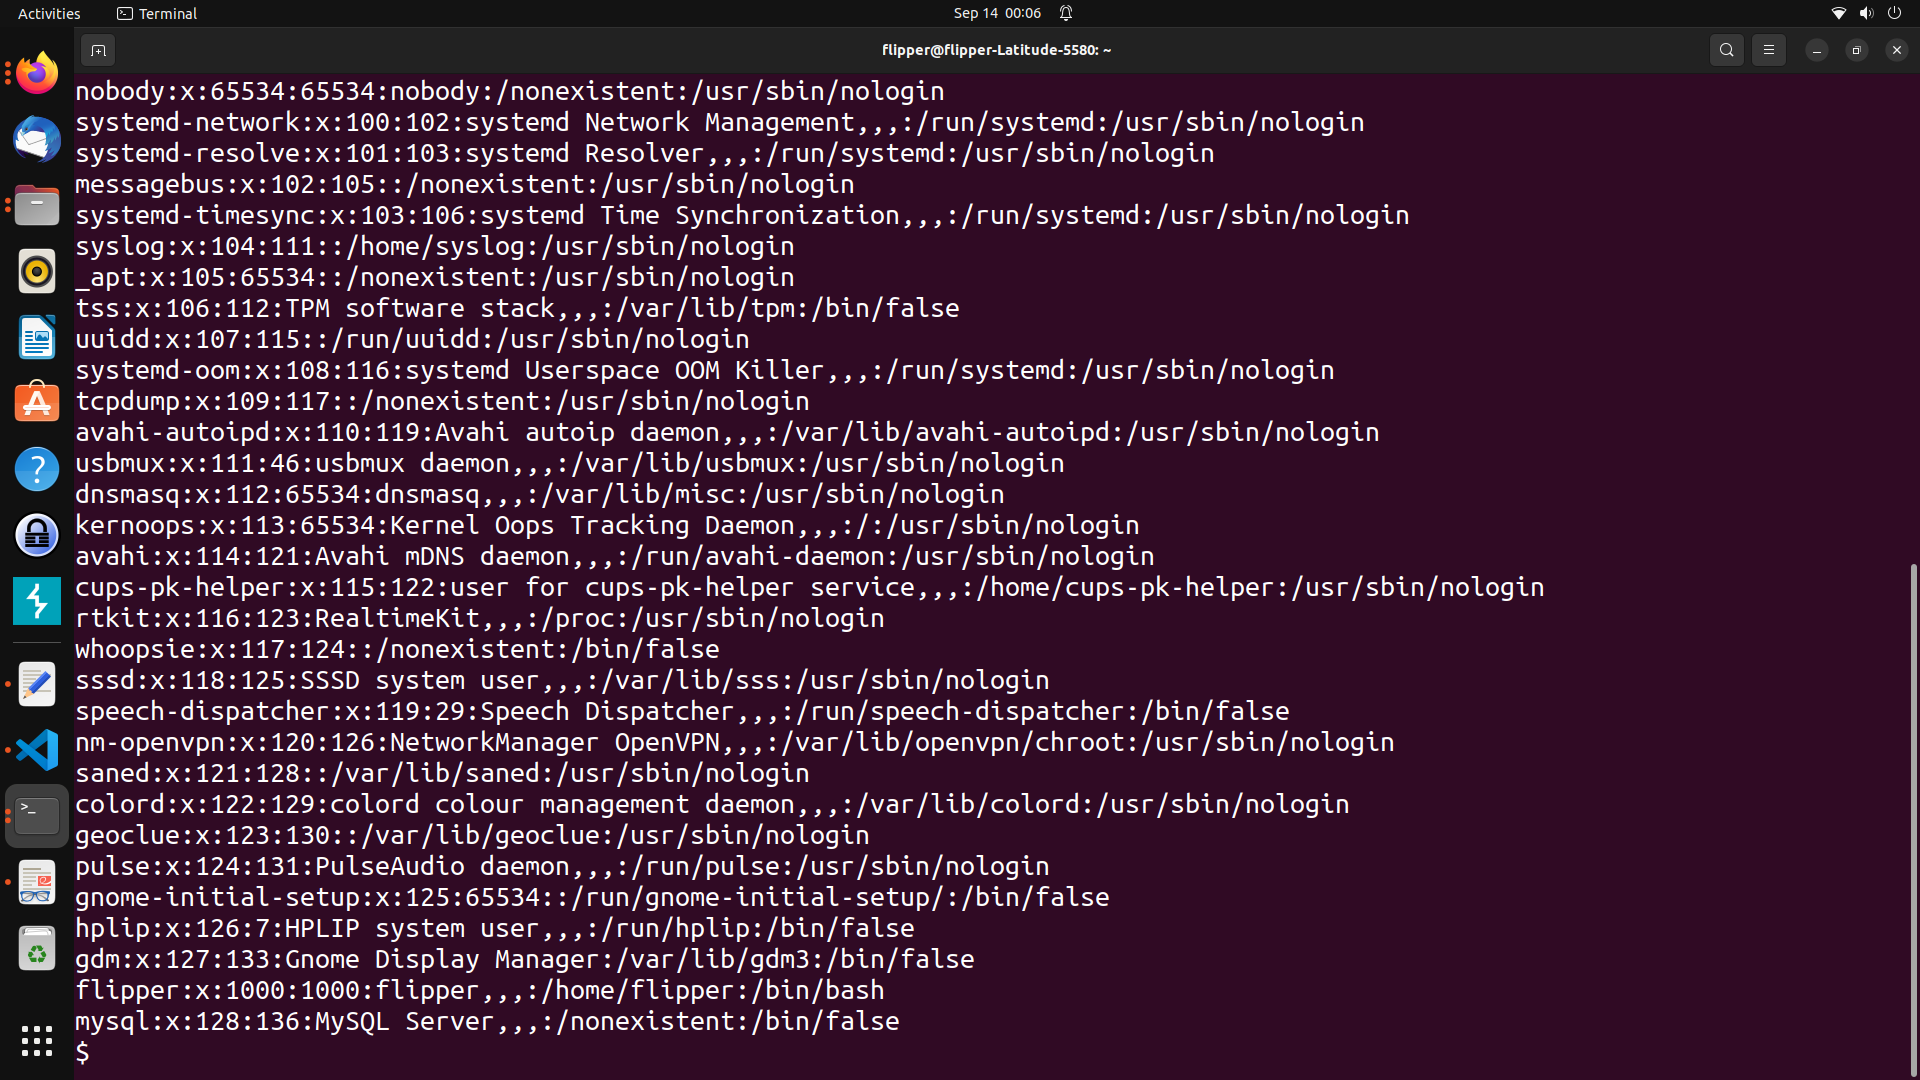 Activities
Terminal
Sep 14 00:06
flipper@flipper-Latitude-5580: ~
nobody:x:65534:65534:nobody:/nonexistent:/usr/sbin/nologin
systemd-network:x:100:102:systemd Network Management,,,:/run/systemd:/usr/sbin/nologin
systemd-resolve:x:101:103:systemd Resolver,,,:/run/systemd:/usr/sbin/nologin
messagebus:x:102:105::/nonexistent:/usr/sbin/nologin
systemd-timesync:x:103:106:systemd Time Synchronization,,,:/run/systemd:/usr/sbin/nologin
syslog:x:104:111::/home/syslog:/usr/sbin/nologin
_apt:x:105:65534::/nonexistent:/usr/sbin/nologin
tss:x:106:112:TPM software stack,,,:/var/lib/tpm:/bin/false
uuidd:x:107:115::/run/uuidd:/usr/sbin/nologin
systemd-oom:x:108:116:systemd Userspace OOM Killer,,,:/run/systemd:/usr/sbin/nologin
tcpdump:x:109:117::/nonexistent:/usr/sbin/nologin
avahi-autoipd:x:110:119:Avahi autoip daemon,,,:/var/lib/avahi-autoipd:/usr/sbin/nologin
usbmux:x:111:46:usbmux daemon,,,:/var/lib/usbmux:/usr/sbin/nologin
dnsmasq:x:112:65534:dnsmasq,,,:/var/lib/misc:/usr/sbin/nologin
kernoops:x:113:65534:Kernel Oops Tracking Daemon,,,:/:/usr/sbin/nologin
avahi:x:114:121:Avahi mDNS daemon,,,:/run/avahi-daemon:/usr/sbin/nologin
cups-pk-helper:x:115:122:user for cups-pk-helper service,,,:/home/cups-pk-helper:/usr/sbin/nologin
rtkit:x:116:123:RealtimeKit,,,:/proc:/usr/sbin/nologin
whoopsie:x:117:124::/nonexistent:/bin/false
sssd:x:118:125:SSSD system user,,,:/var/lib/sss:/usr/sbin/nologin
speech-dispatcher:x:119:29:Speech Dispatcher,,,:/run/speech-dispatcher:/bin/false
nm-openvpn:x:120:126:NetworkManager OpenVPN,,,:/var/lib/openvpn/chroot:/usr/sbin/nologin
saned:x:121:128::/var/lib/saned:/usr/sbin/nologin
colord:x:122:129:colord colour management daemon,,,:/var/lib/colord:/usr/sbin/nologin
geoclue:x:123:130::/var/lib/geoclue:/usr/sbin/nologin
pulse:x:124:131:PulseAudio daemon,,,:/run/pulse:/usr/sbin/nologin
gnome-initial-setup:x:125:65534::/run/gnome-initial-setup/:/bin/false
hplip:x:126:7:HPLIP system user,,,:/run/hplip:/bin/false
gdm:x:127:133:Gnome Display Manager:/var/lib/gdm3:/bin/false
flipper:x:1000:1000:flipper,,,:/home/flipper:/bin/bash
mysql:x:128:136:MySQL Server,,,:/nonexistent:/bin/false
$